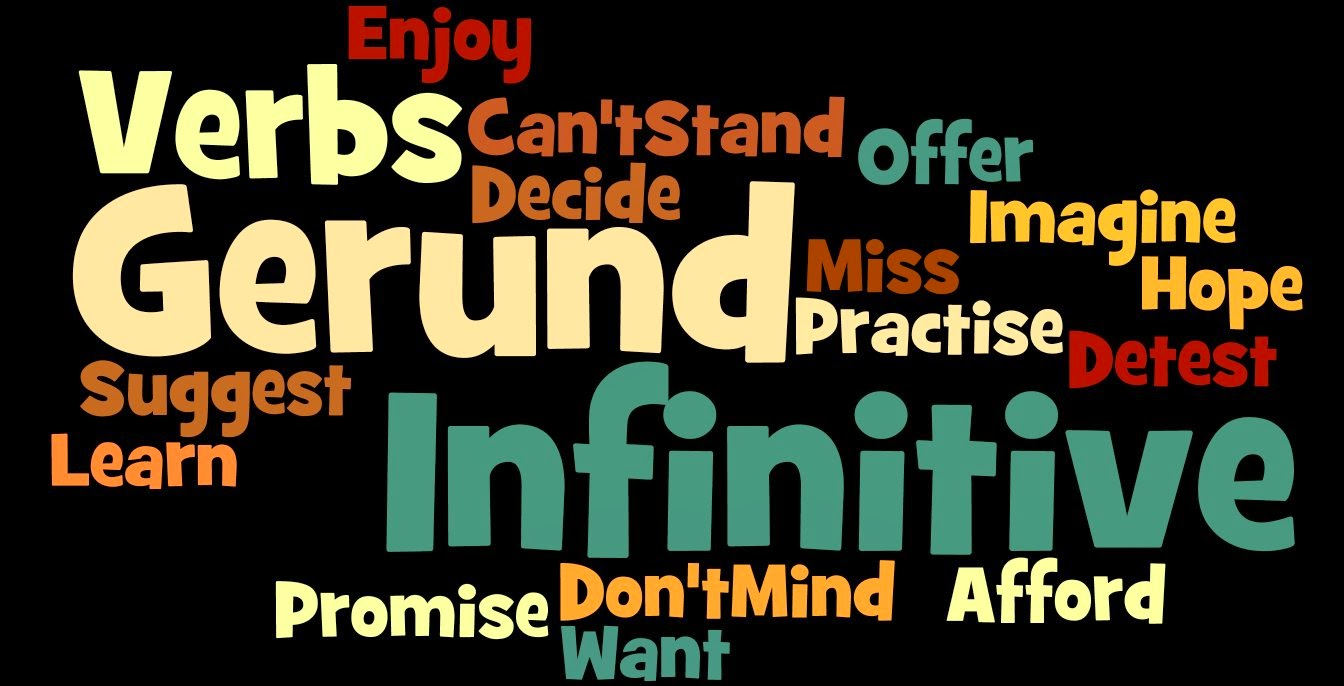 Enjoy
Verbs
Can'tStand
Offer
Decide
Imagine
Gerund
Miss
Hope
Practise
Detest
Suggest
Infinitive
Learn
Promise
Don'tMind
Afford
Want